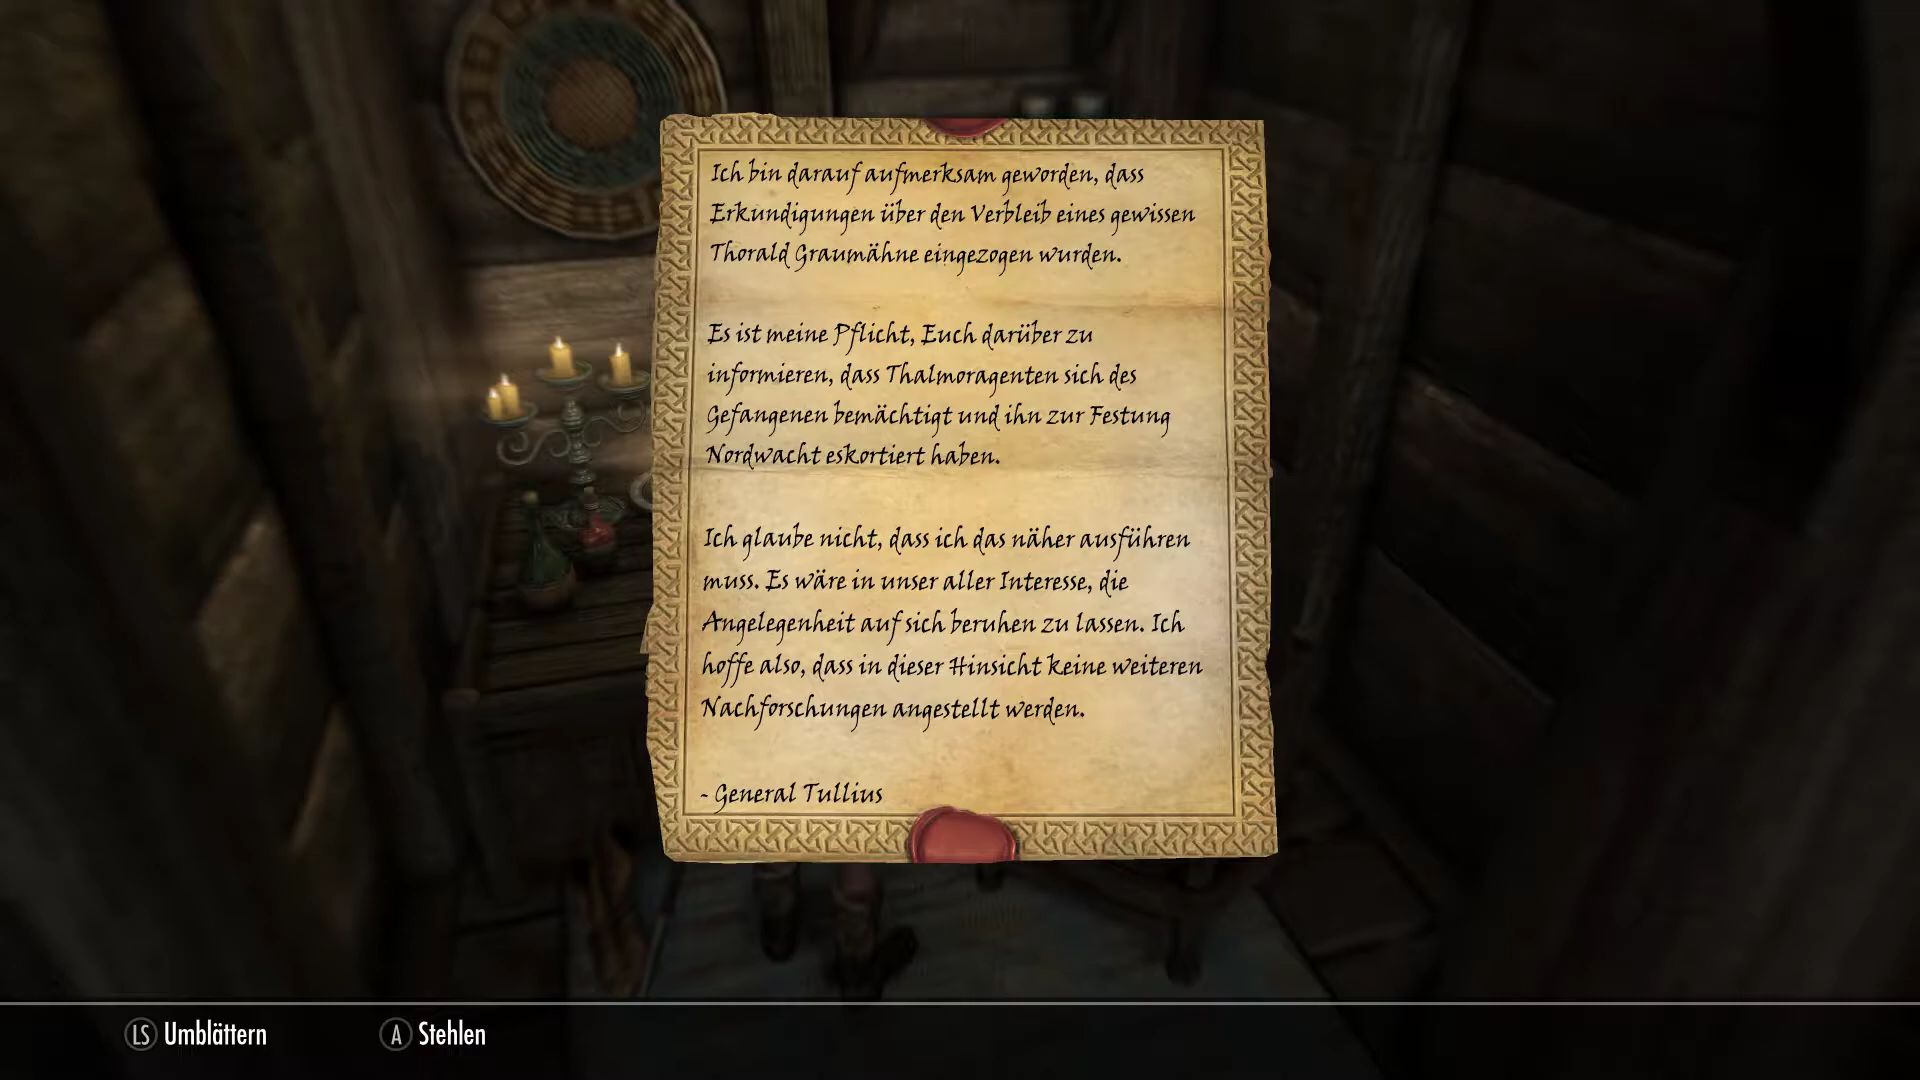 Ich bin darauf aufmerksam geworden, dass
Erkundigungen über den Verbleib eines gewissen
Thorald Graumähne eingezogen wurden.
Es ist meine Pflicht, Euch darüber zu
informieren, dass Thalmoragenten sich des
Gefangenen bemächtigt und ihn zur Festung
Nordwacht eskortiert haben.
Ich glaube nicht, dass ich das näher ausführen
muss. Es wäre in unser aller Interesse, die
Angelegenheit auf sich beruhen zu lassen. Ich
hoffe also, dass in dieser Hinsicht keine weiteren
Nachforschungen angestellt werden.
- General Tullius
LS Umblättern
A Stehlen